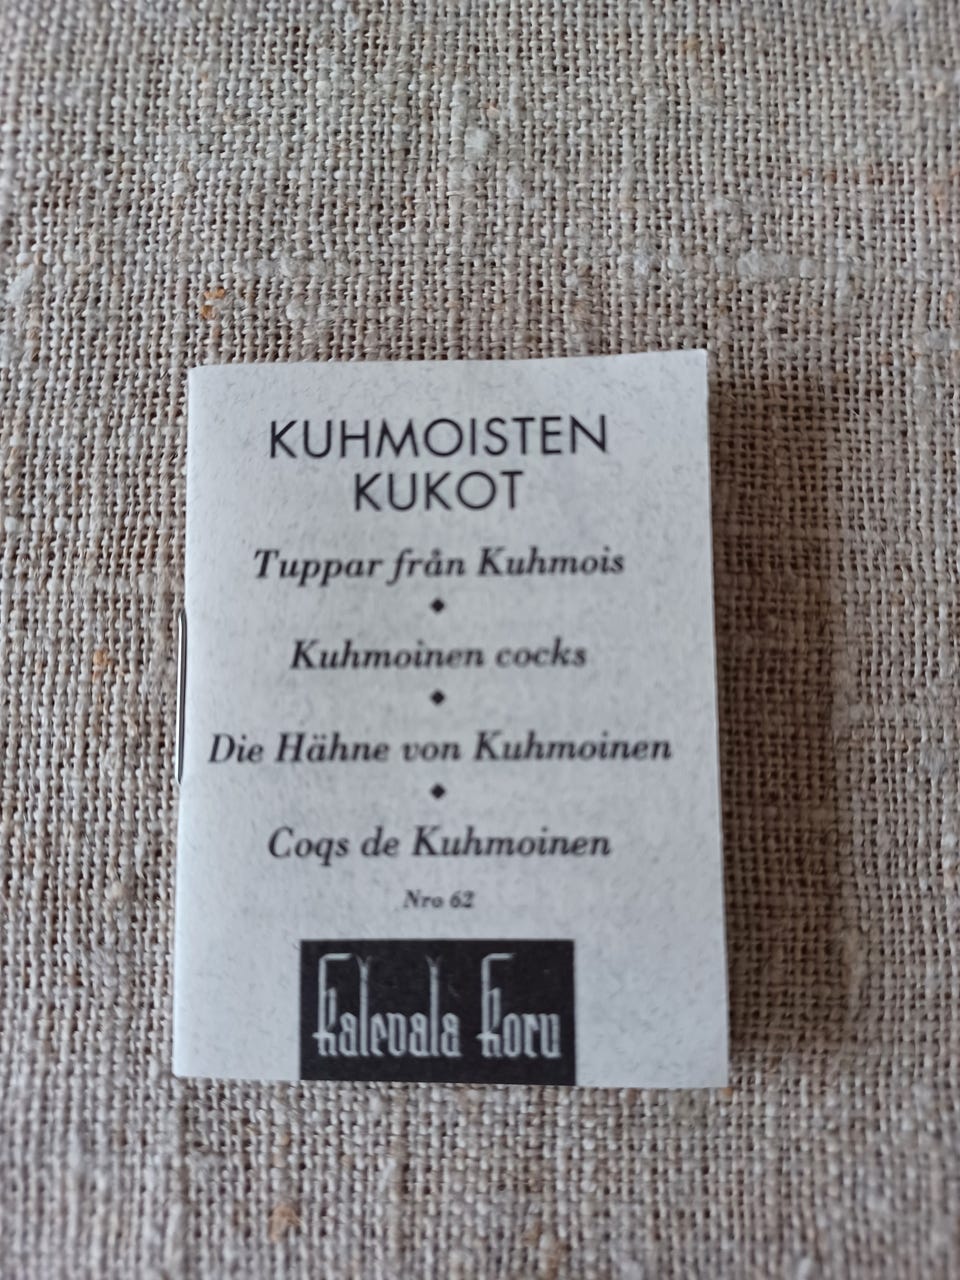 KUHMOISTEN
KUKOT
Tuppar från Kuhmois
Kuhmoinen cocks
Die Hähne von Kuhmoinen
Coqs de Kuhmoinen
Nro 62
Kalevala Koru